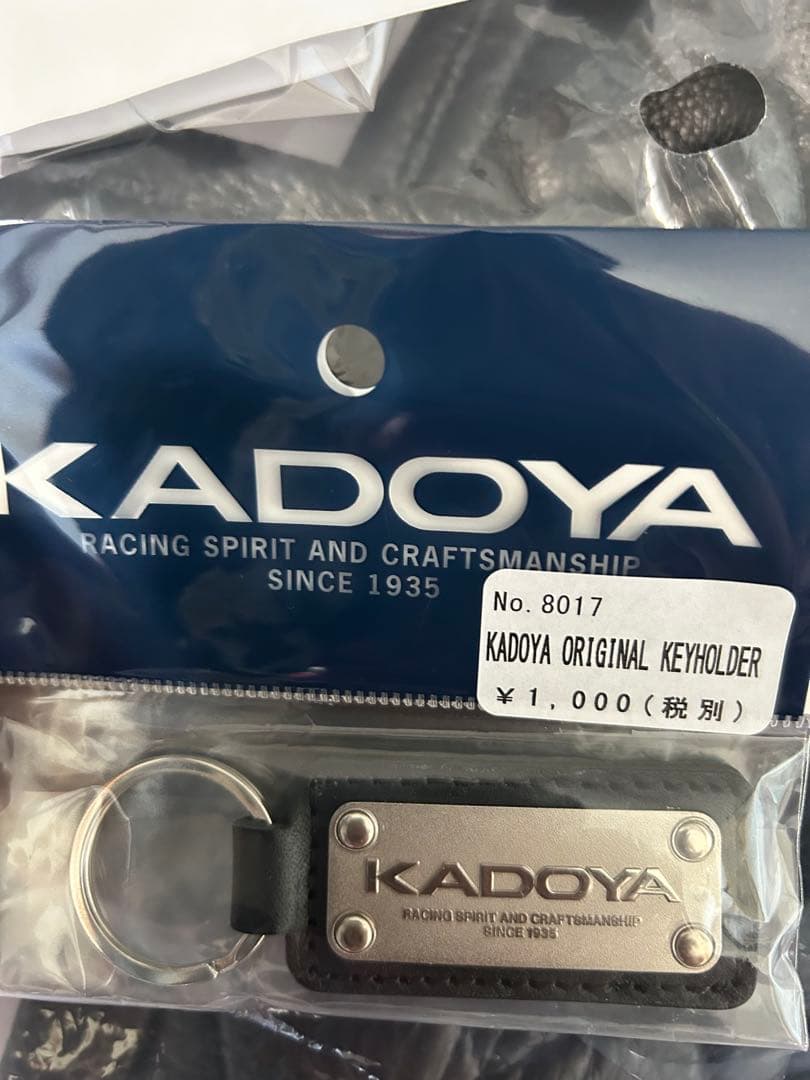 KADOYA
RACING SPIRIT AND CRAFTSMANSHIP
SINCE 1935
No. 8017
KADOYA ORIGINAL KEYHOLDER
¥1,000(税別)
KADOYA
RACING SPIRIT AND CRAFTSMANSHIP
SINCE 1935